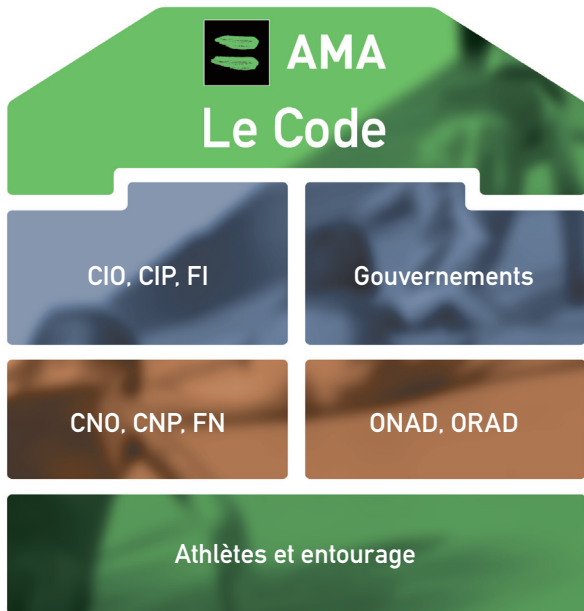 AMA
Le Code
CIO, CIP, FI
Gouvernements
CNO, CNP, FN
ONAD, ORAD
Athlètes et entourage